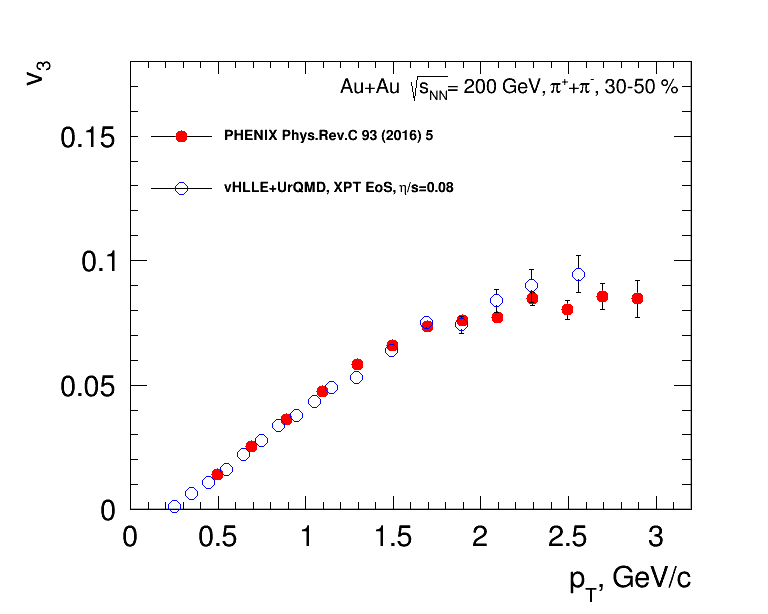 v₃
Au+Au √sNN= 200 GeV, π⁺+π⁻, 30-50 %
0.15
PHENIX Phys.Rev.C 93 (2016) 5
vHLLE+UrQMD, XPT EoS, η/s=0.08
0.1
0.05
0
0 0.5 1 1.5 2 2.5 3
pT, GeV/c